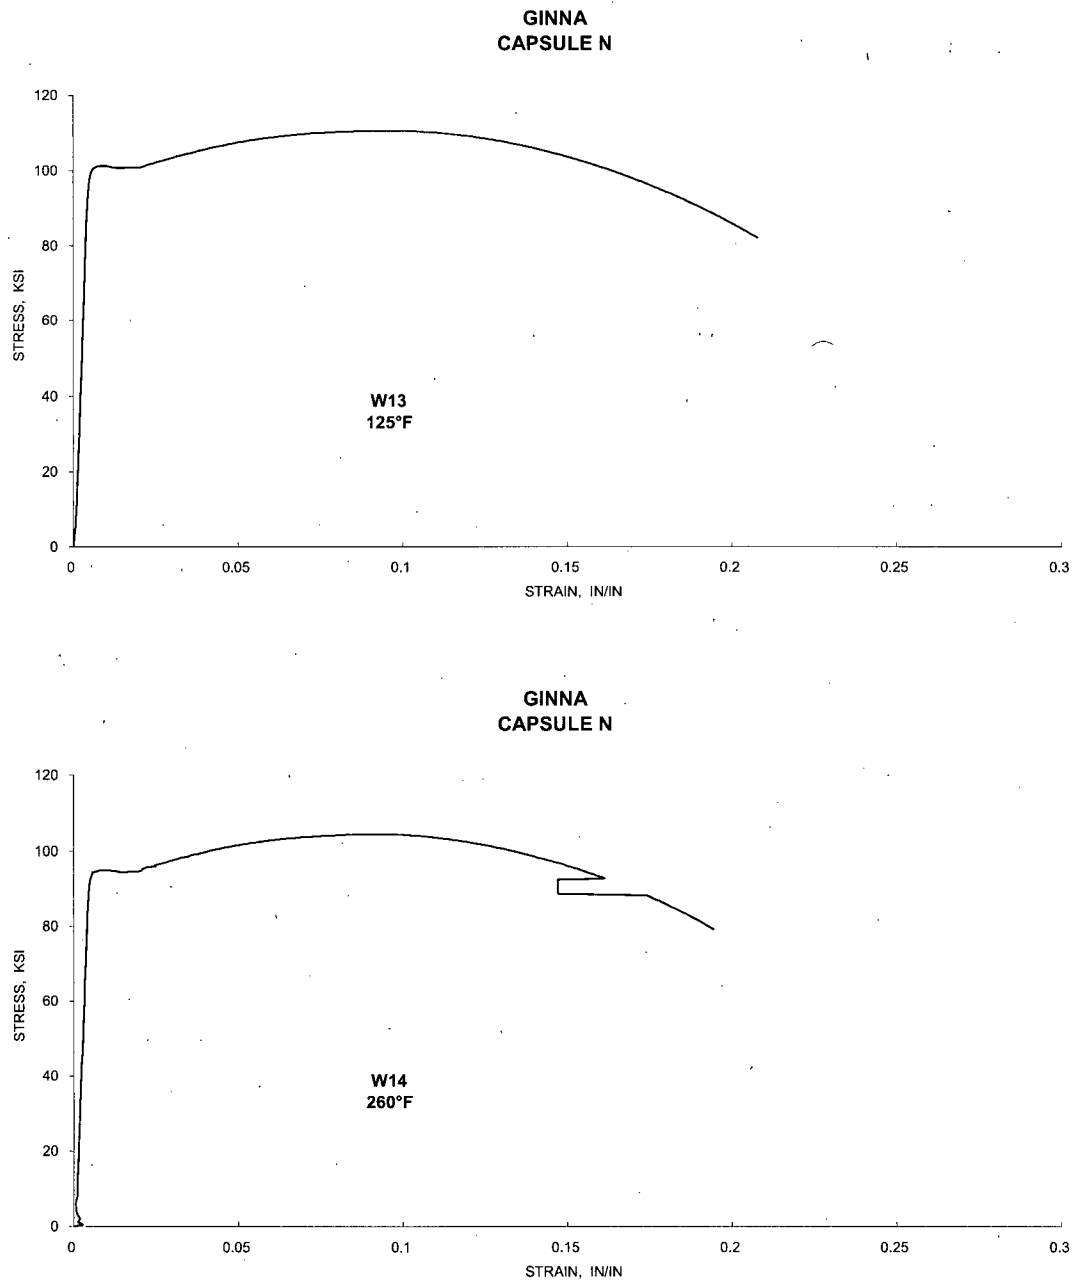 GINNA
CAPSULE N
120
100
80
60
40
20
0
STRESS, KSI
W13
125°F
0 0.05 0.1 0.15 0.2 0.25 0.3
STRAIN, IN/IN
GINNA
CAPSULE N
120
100
80
60
40
20
0
STRESS, KSI
W14
260°F
0 0.05 0.1 0.15 0.2 0.25 0.3
STRAIN, IN/IN